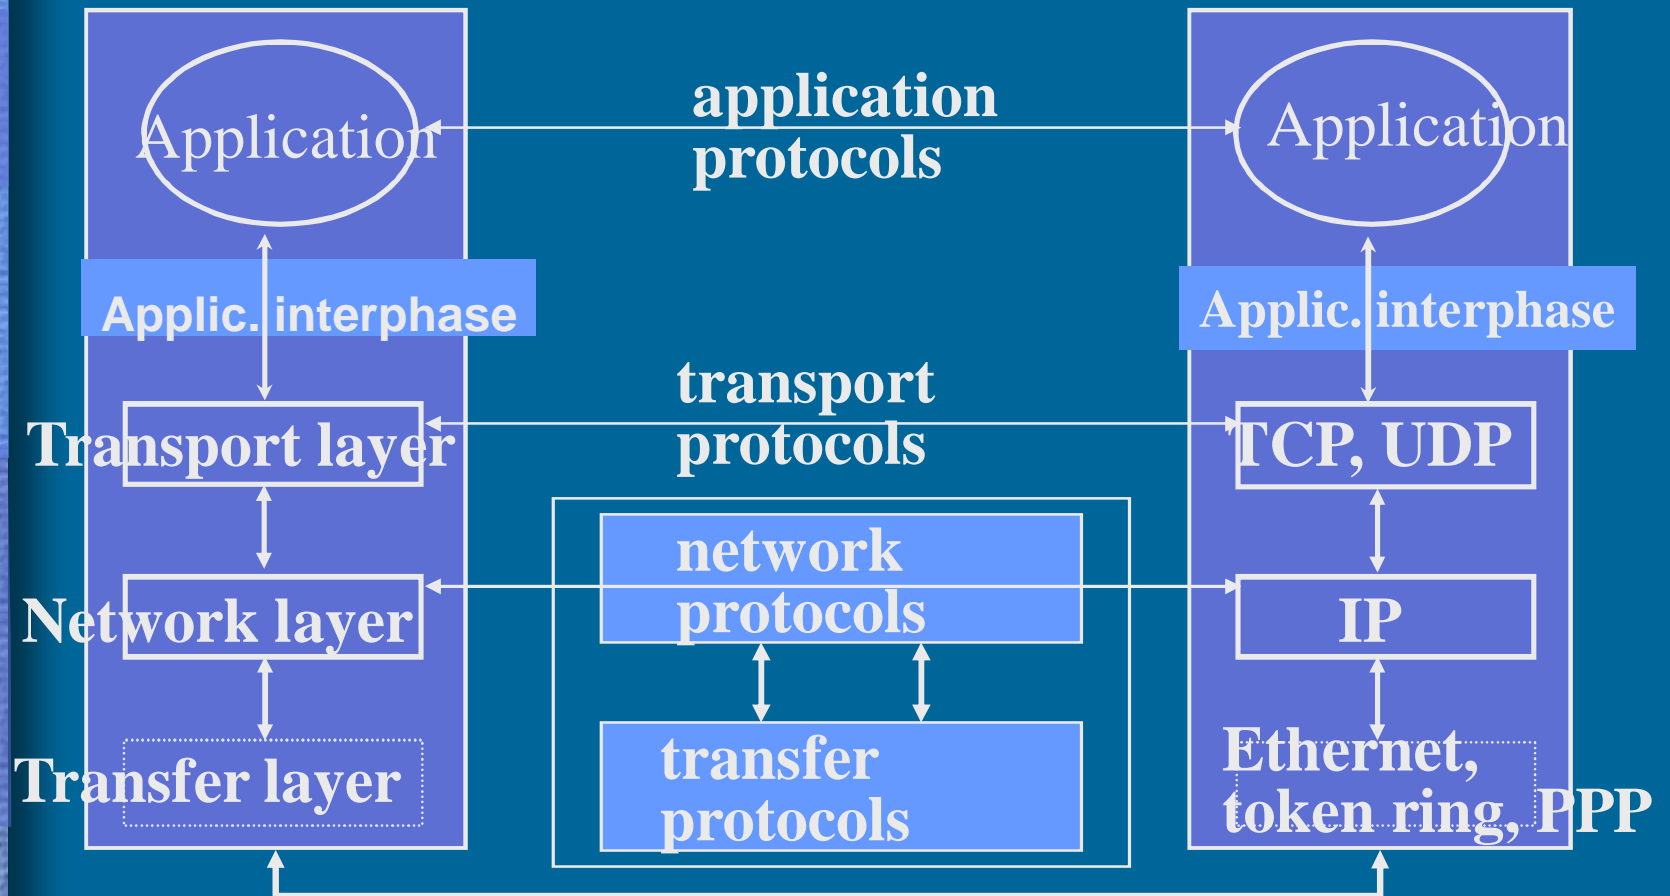 Application
application
protocols
Application
Applic. interphase
Applic. interphase
transport
protocols
Transport layer
TCP, UDP
network
protocols
Network layer
IP
transfer
protocols
Transfer layer
Ethernet,
token ring, PPP